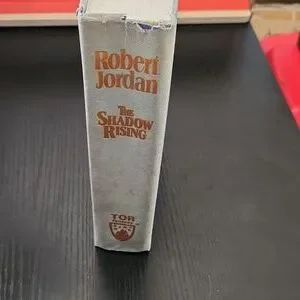 Robert
Jordan
The
SHADOW
RISING
TOR